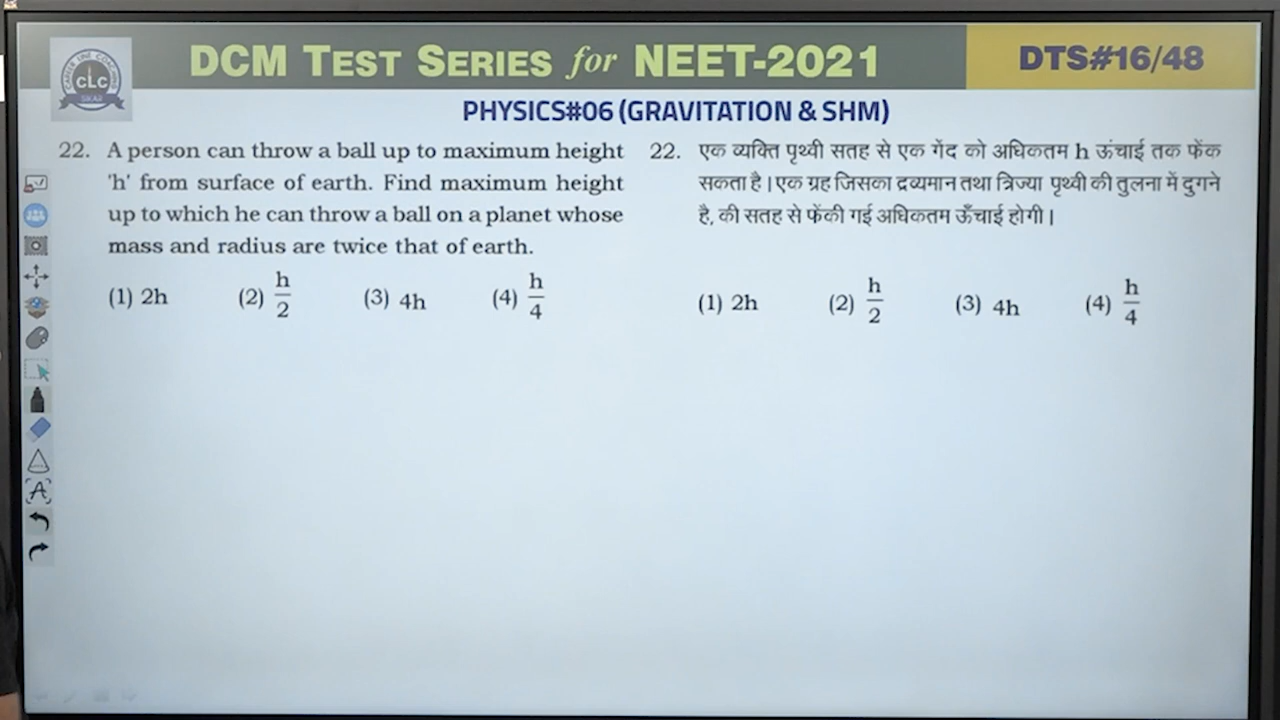 DCM TEST SERIES for NEET-2021
DTS#16/48
CLC
SIKAR
PHYSICS#06 (GRAVITATION & SHM)
22. A person can throw a ball up to maximum height
'h' from surface of earth. Find maximum height
up to which he can throw a ball on a planet whose
mass and radius are twice that of earth.
(1) 2h (2) h/2 (3) 4h (4) h/4
22. एक व्यक्ति पृथ्वी सतह से एक गेंद को अधिकतम h ऊंचाई तक फेंक
सकता है। एक ग्रह जिसका द्रव्यमान तथा त्रिज्या पृथ्वी की तुलना में दुगने
है, की सतह से फेंकी गई अधिकतम ऊँचाई होगी।
(1) 2h (2) h/2 (3) 4h (4) h/4